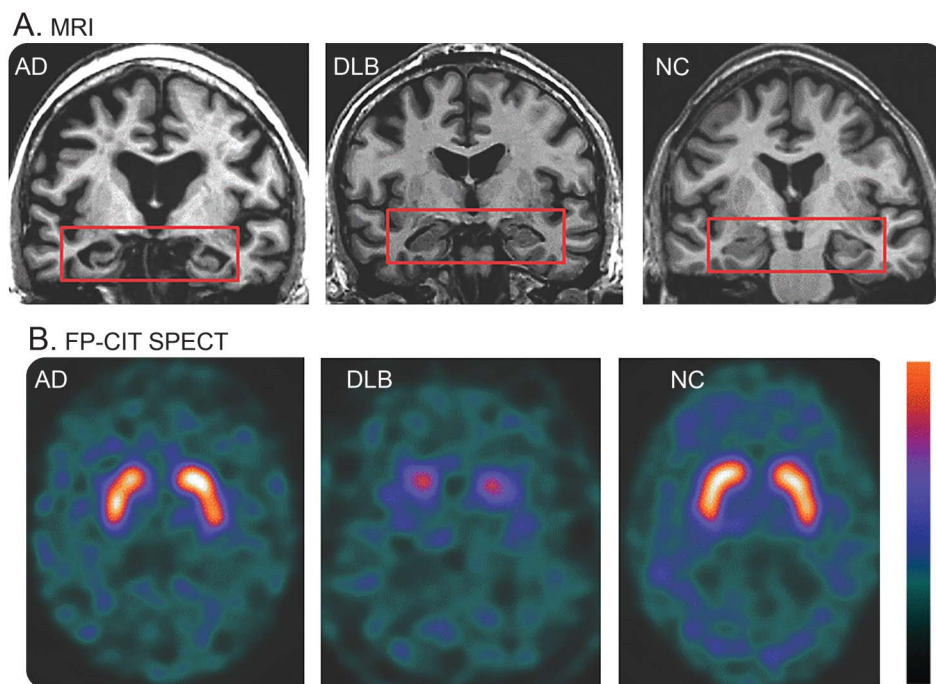 A. MRI
AD
DLB
NC
B. FP-CIT SPECT
AD
DLB
NC